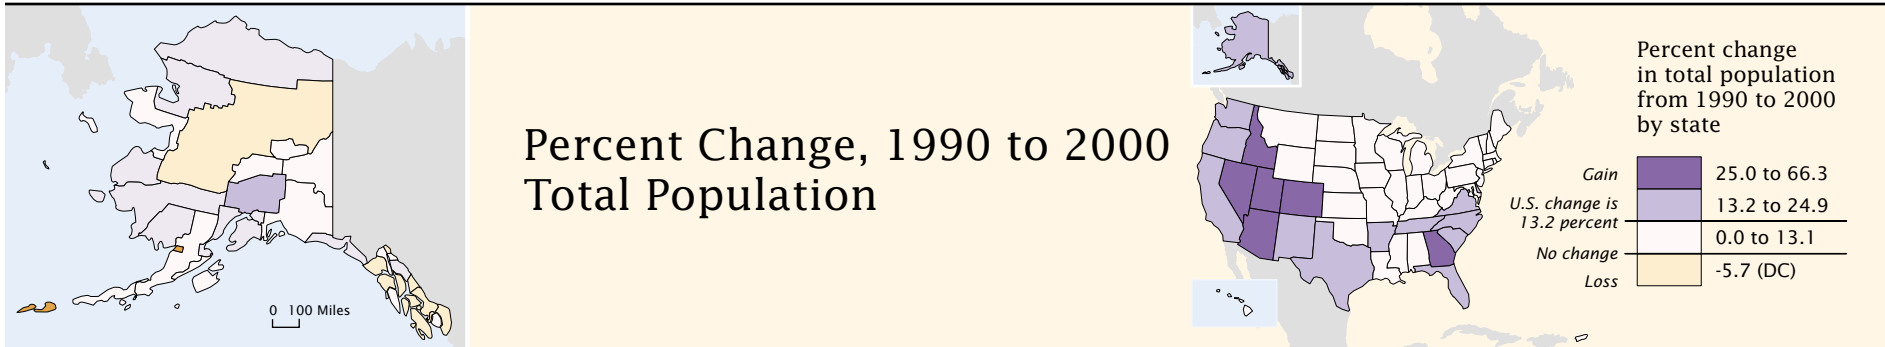 0 100 Miles
Percent Change, 1990 to 2000
Total Population
Percent change
in total population
from 1990 to 2000
by state
Gain
25.0 to 66.3
U.S. change is
13.2 percent
13.2 to 24.9
0.0 to 13.1
No change
Loss
-5.7 (DC)